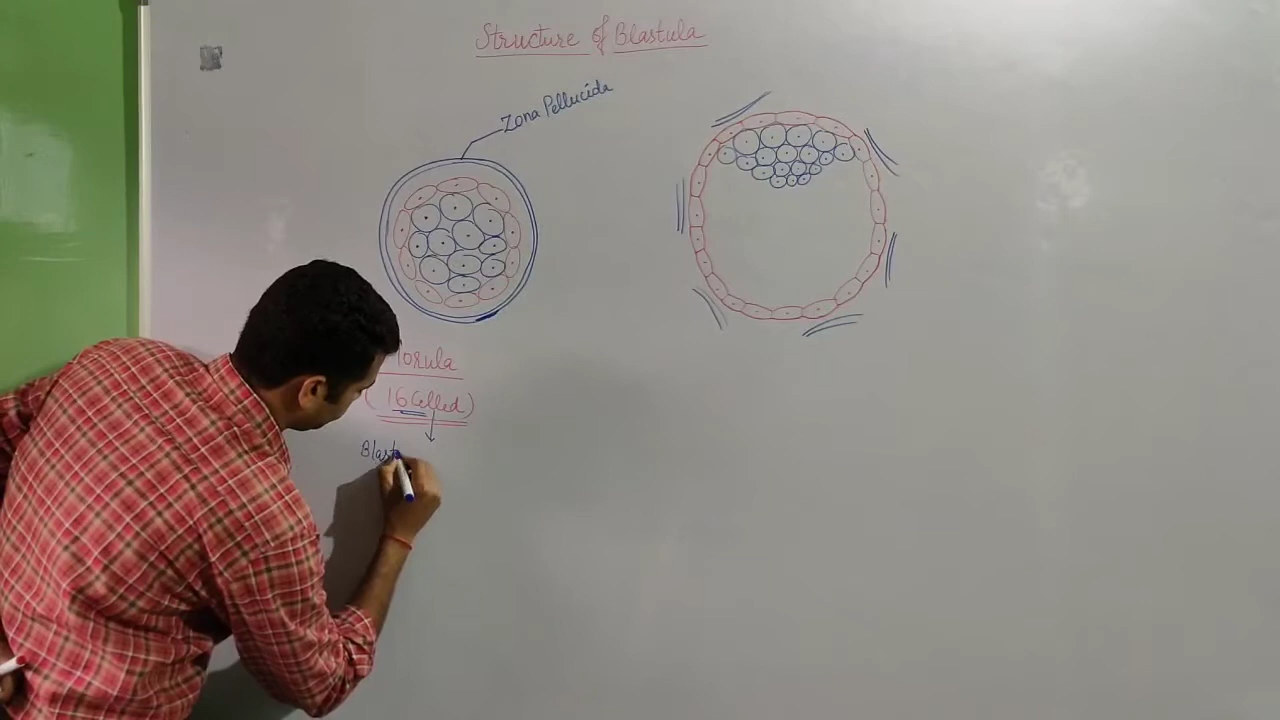 Structure of Blastula
Zona Pellucida
Morula
(16 Celled)
Blast